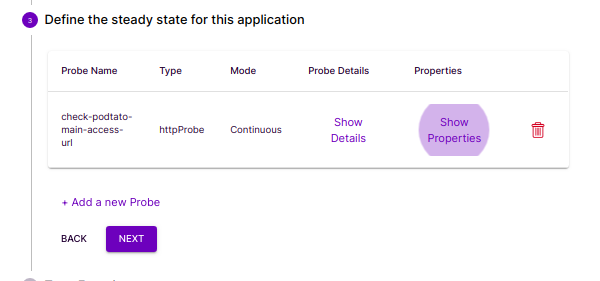 3 Define the steady state for this application
Probe Name Type Mode Probe Details Properties
check-podtato-
main-access-
url
httpProbe Continuous
Show
Details
Show
Properties
+ Add a new Probe
BACK NEXT